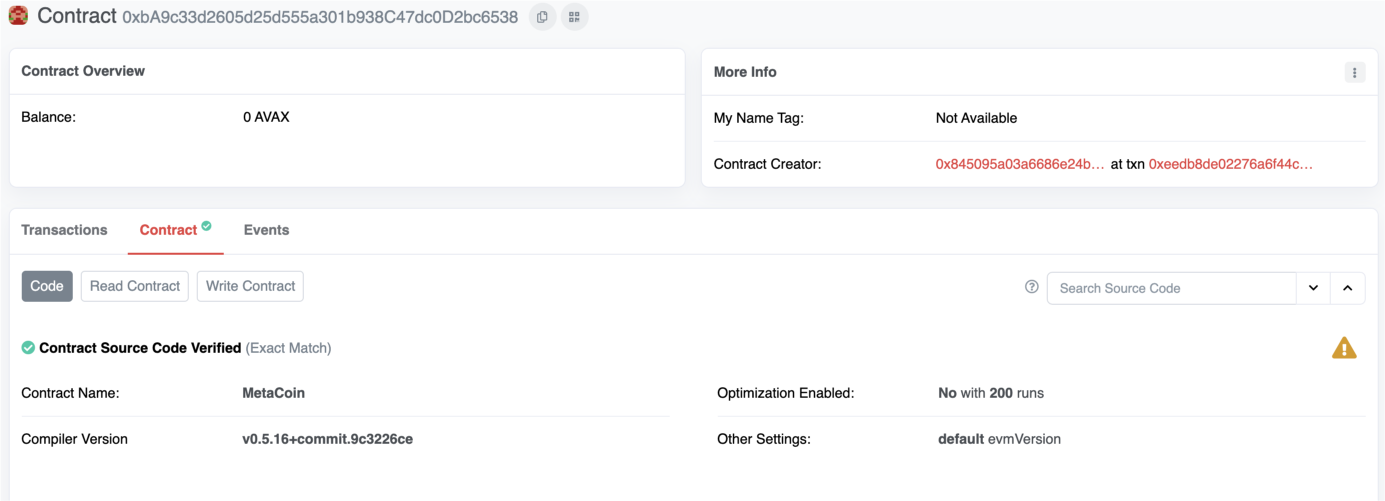 Contract 0xbA9c33d2605d25d555a301b938C47dc0D2bc6538
Contract Overview
Balance: 0 AVAX
More Info
My Name Tag: Not Available
Contract Creator: 0x845095a03a6686e24b... at txn 0xeedb8de02276a6f44c...
Transactions Contract Events
Code Read Contract Write Contract
Search Source Code
Contract Source Code Verified (Exact Match)
Contract Name: MetaCoin
Optimization Enabled: No with 200 runs
Compiler Version v0.5.16+commit.9c3226ce
Other Settings: default evmVersion